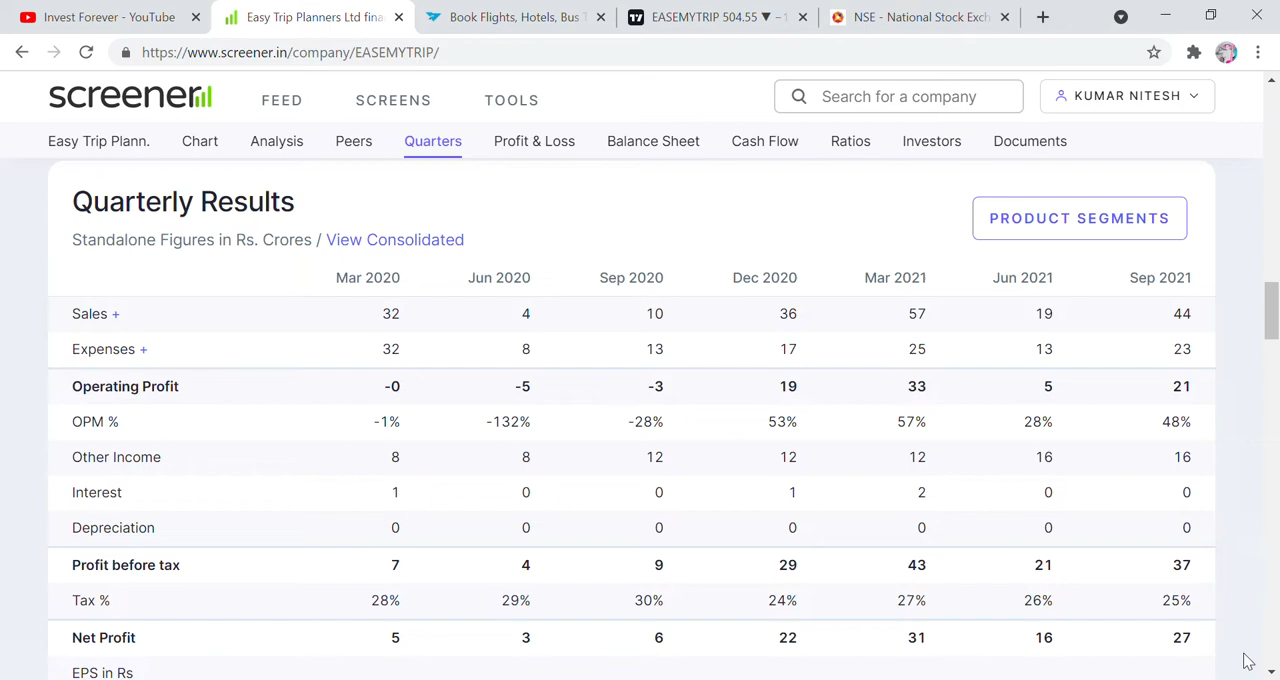 Invest Forever - YouTube
Easy Trip Planners Ltd fina
Book Flights, Hotels, Bus T
EASEMYTRIP 504.55 ▼ −1
NSE - National Stock Exch
https://www.screener.in/company/EASEMYTRIP/
screener
FEED SCREENS TOOLS
Search for a company
KUMAR NITESH
Easy Trip Plann. Chart Analysis Peers Quarters Profit & Loss Balance Sheet Cash Flow Ratios Investors Documents
Quarterly Results
PRODUCT SEGMENTS
Standalone Figures in Rs. Crores / View Consolidated
Mar 2020 Jun 2020 Sep 2020 Dec 2020 Mar 2021 Jun 2021 Sep 2021
Sales + 32 4 10 36 57 19 44
Expenses + 32 8 13 17 25 13 23
Operating Profit -0 -5 -3 19 33 5 21
OPM % -1% -132% -28% 53% 57% 28% 48%
Other Income 8 8 12 12 12 16 16
Interest 1 0 0 1 2 0 0
Depreciation 0 0 0 0 0 0 0
Profit before tax 7 4 9 29 43 21 37
Tax % 28% 29% 30% 24% 27% 26% 25%
Net Profit 5 3 6 22 31 16 27
EPS in Rs